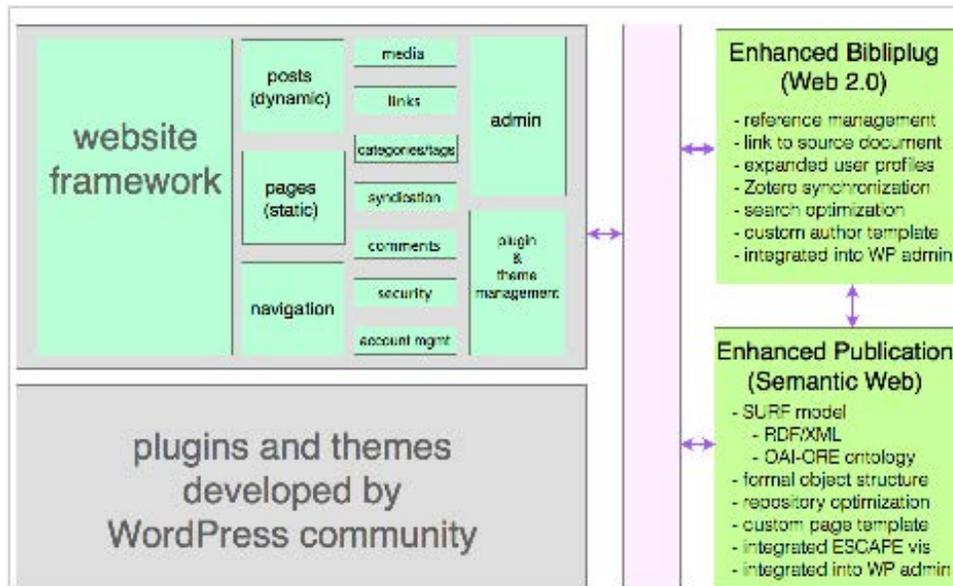 website
framework
posts
(dynamic)
pages
(static)
navigation
media
links
categories/tags
syndication
comments
security
account mgmt
admin
plugin
&
theme
management
plugins and themes
developed by
WordPress community
Enhanced Bibliplug
(Web 2.0)
- reference management
- link to source document
- expanded user profiles
- Zotero synchronization
- search optimization
- custom author template
- integrated into WP admin
Enhanced Publication
(Semantic Web)
- SURF model
- RDF/XML
- OAI-ORE ontology
- formal object structure
- repository optimization
- custom page template
- integrated ESCAPE vis
- integrated into WP admin